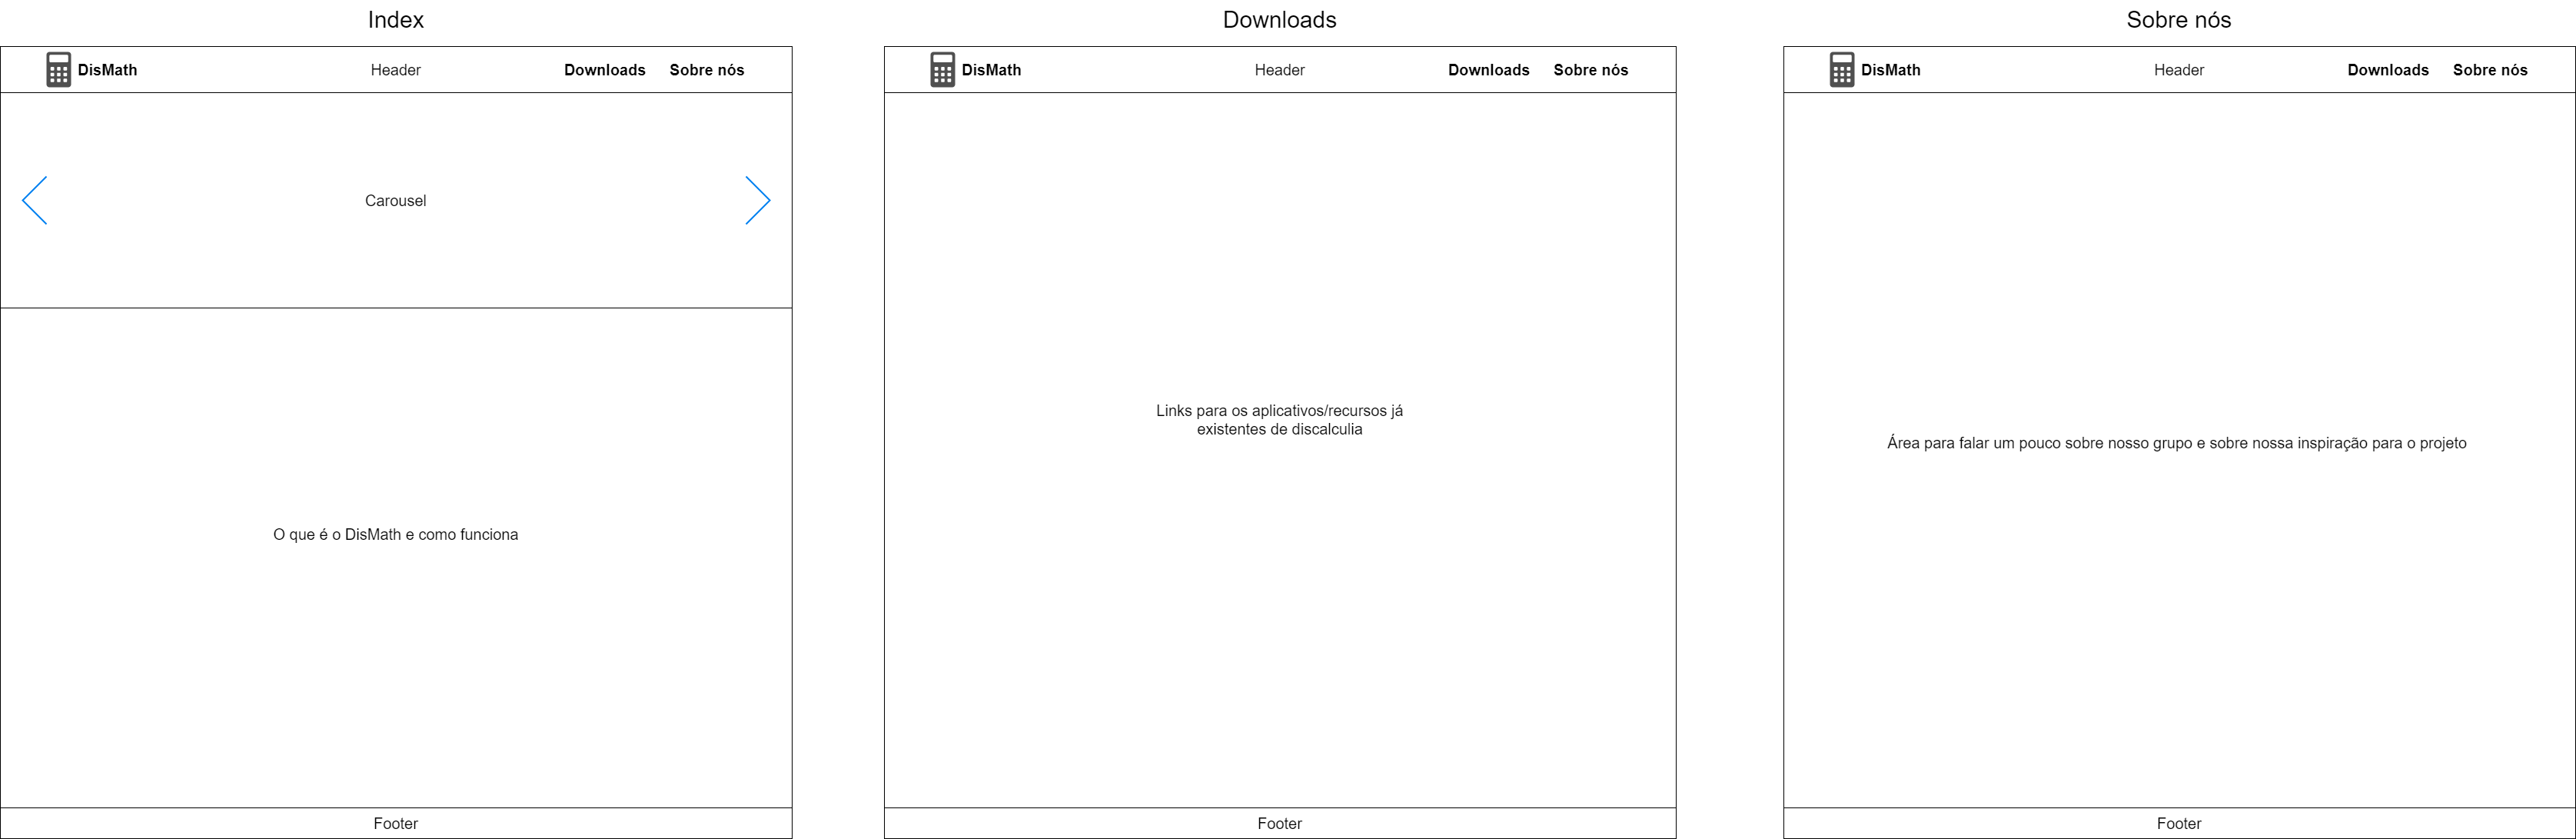 Index
DisMath
Header
Downloads
Sobre nós
Carousel
O que é o DisMath e como funciona
Footer
Downloads
DisMath
Header
Downloads
Sobre nós
Links para os aplicativos/recursos já
existentes de discalculia
Footer
Sobre nós
DisMath
Header
Downloads
Sobre nós
Área para falar um pouco sobre nosso grupo e sobre nossa inspiração para o projeto
Footer